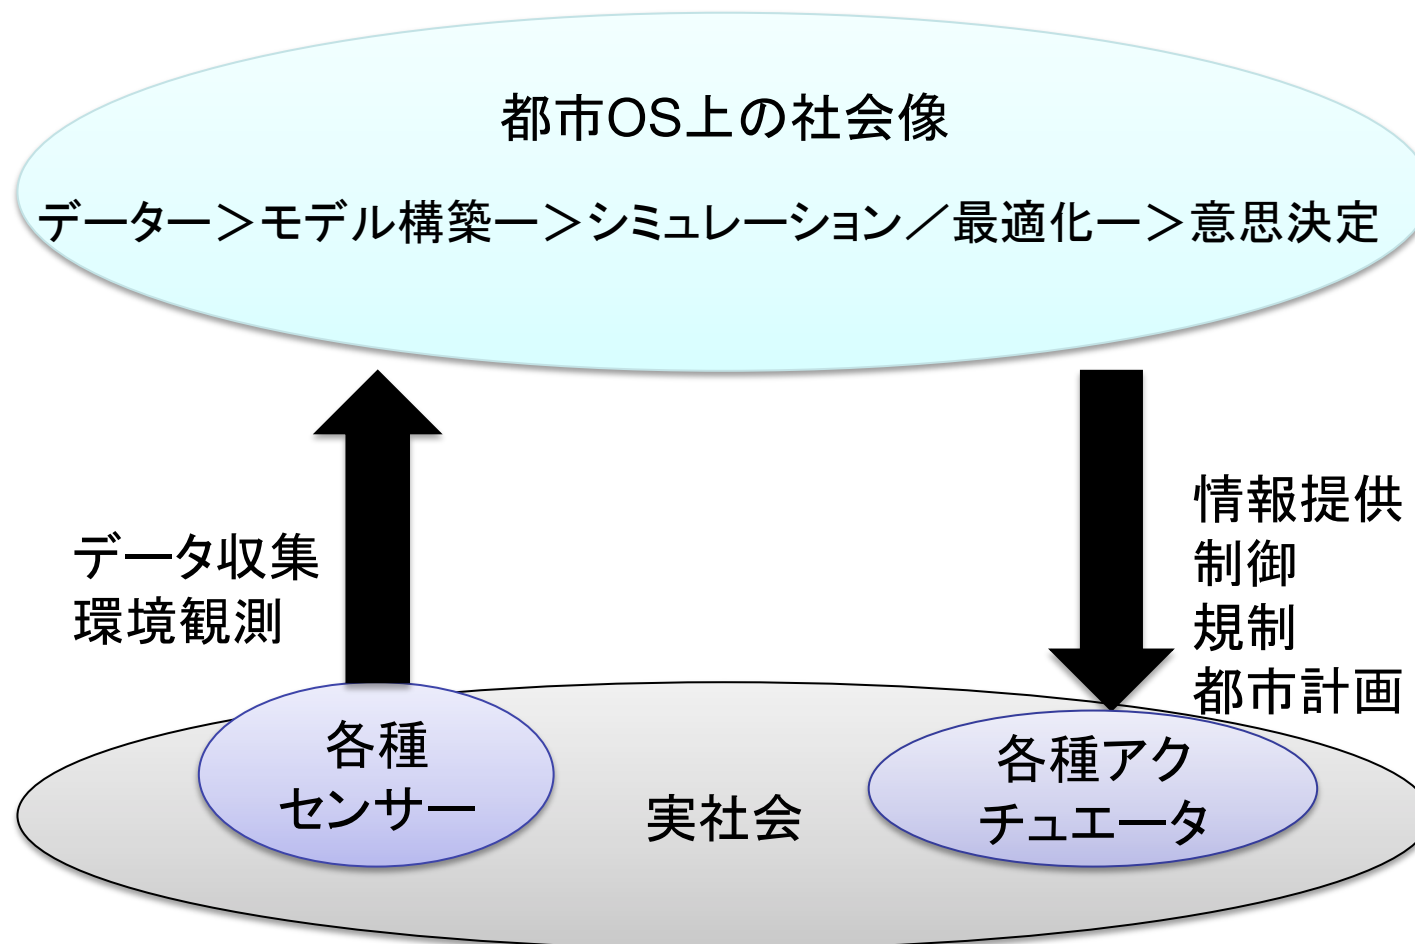 都市OS上の社会像
データー＞モデル構築ー＞シミュレーション／最適化ー＞意思決定
データ収集
環境観測
情報提供
制御
規制
都市計画
各種
センサー
実社会
各種アク
チュエータ